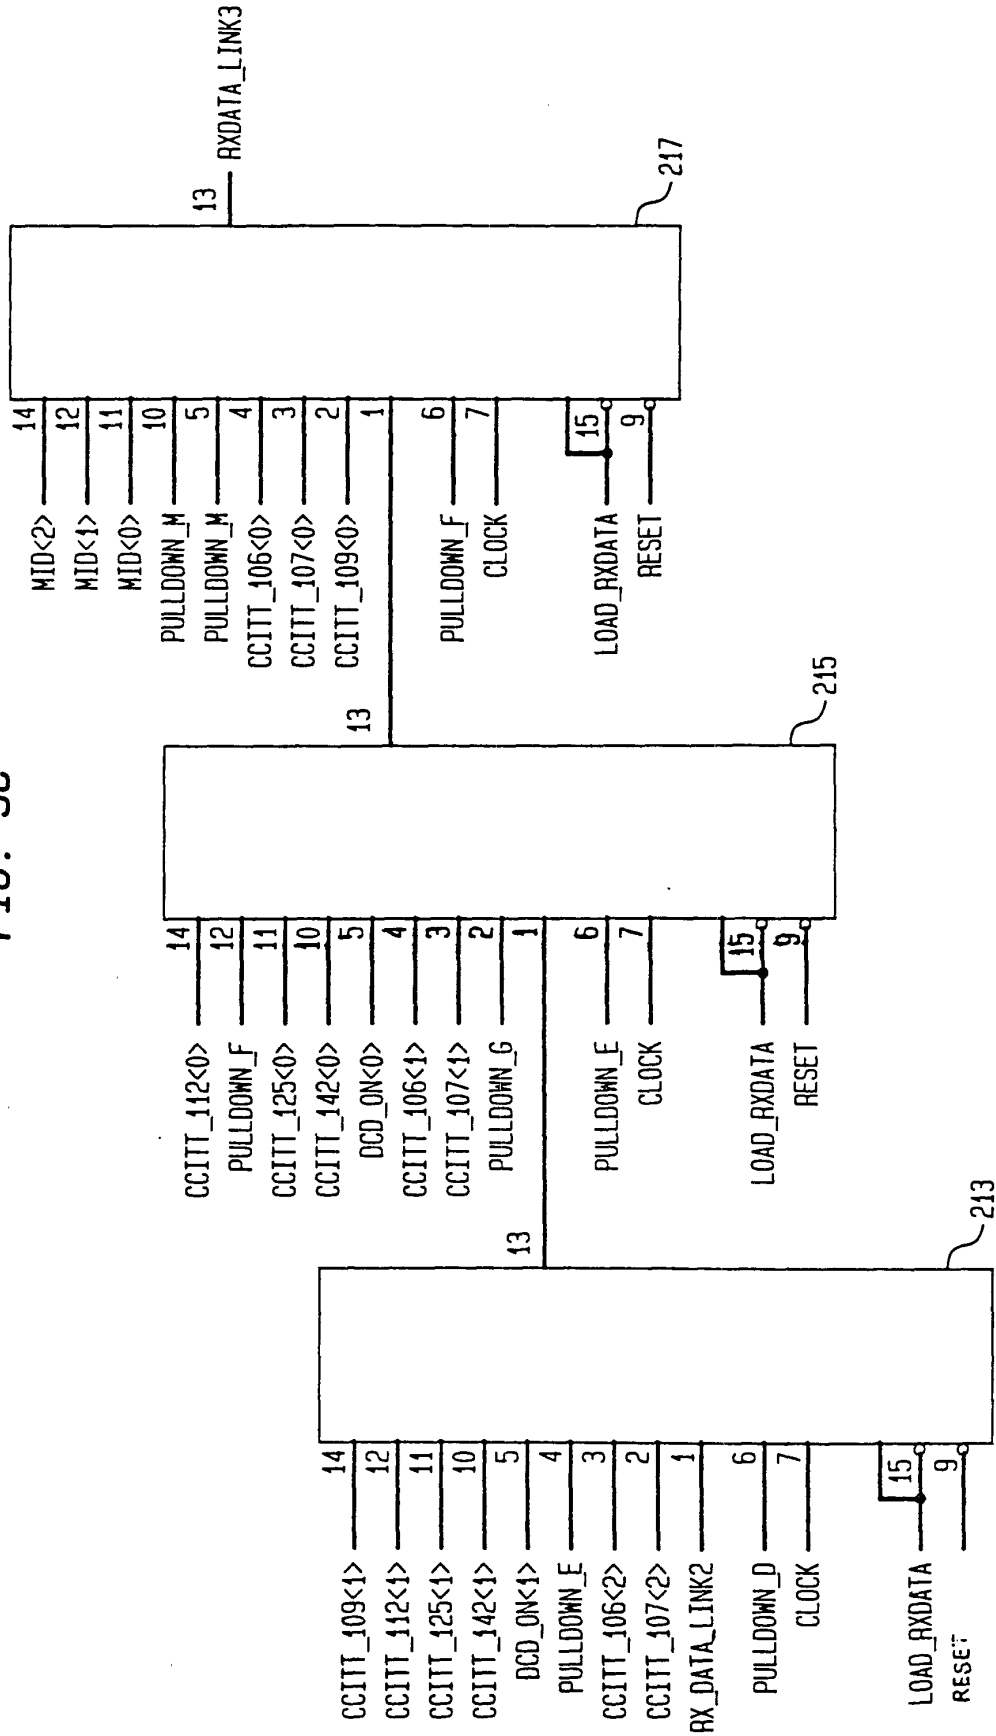 13 RXDATA_LINK3
217
14 MID<2>
12 MID<1>
11 MID<0>
10 PULLDOWN_M
5 PULLDOWN_M
4 CCITT_106<0>
3 CCITT_107<0>
2 CCITT_109<0>
1
6 PULLDOWN_F
7 CLOCK
15 LOAD_RXDATA
9 RESET
13
215
14 CCITT_112<0>
12 PULLDOWN_F
11 CCITT_125<0>
10 CCITT_142<0>
5 DCD_ON<0>
4 CCITT_106<1>
3 CCITT_107<1>
2 PULLDOWN_G
1
6 PULLDOWN_E
7 CLOCK
15 LOAD_RXDATA
9 RESET
13
213
14 CCITT_109<1>
12 CCITT_112<1>
11 CCITT_125<1>
10 CCITT_142<1>
5 DCD_ON<1>
4 PULLDOWN_E
3 CCITT_106<2>
2 CCITT_107<2>
1 RX_DATA_LINK2
6 PULLDOWN_D
7 CLOCK
15 LOAD_RXDATA
9 RESET